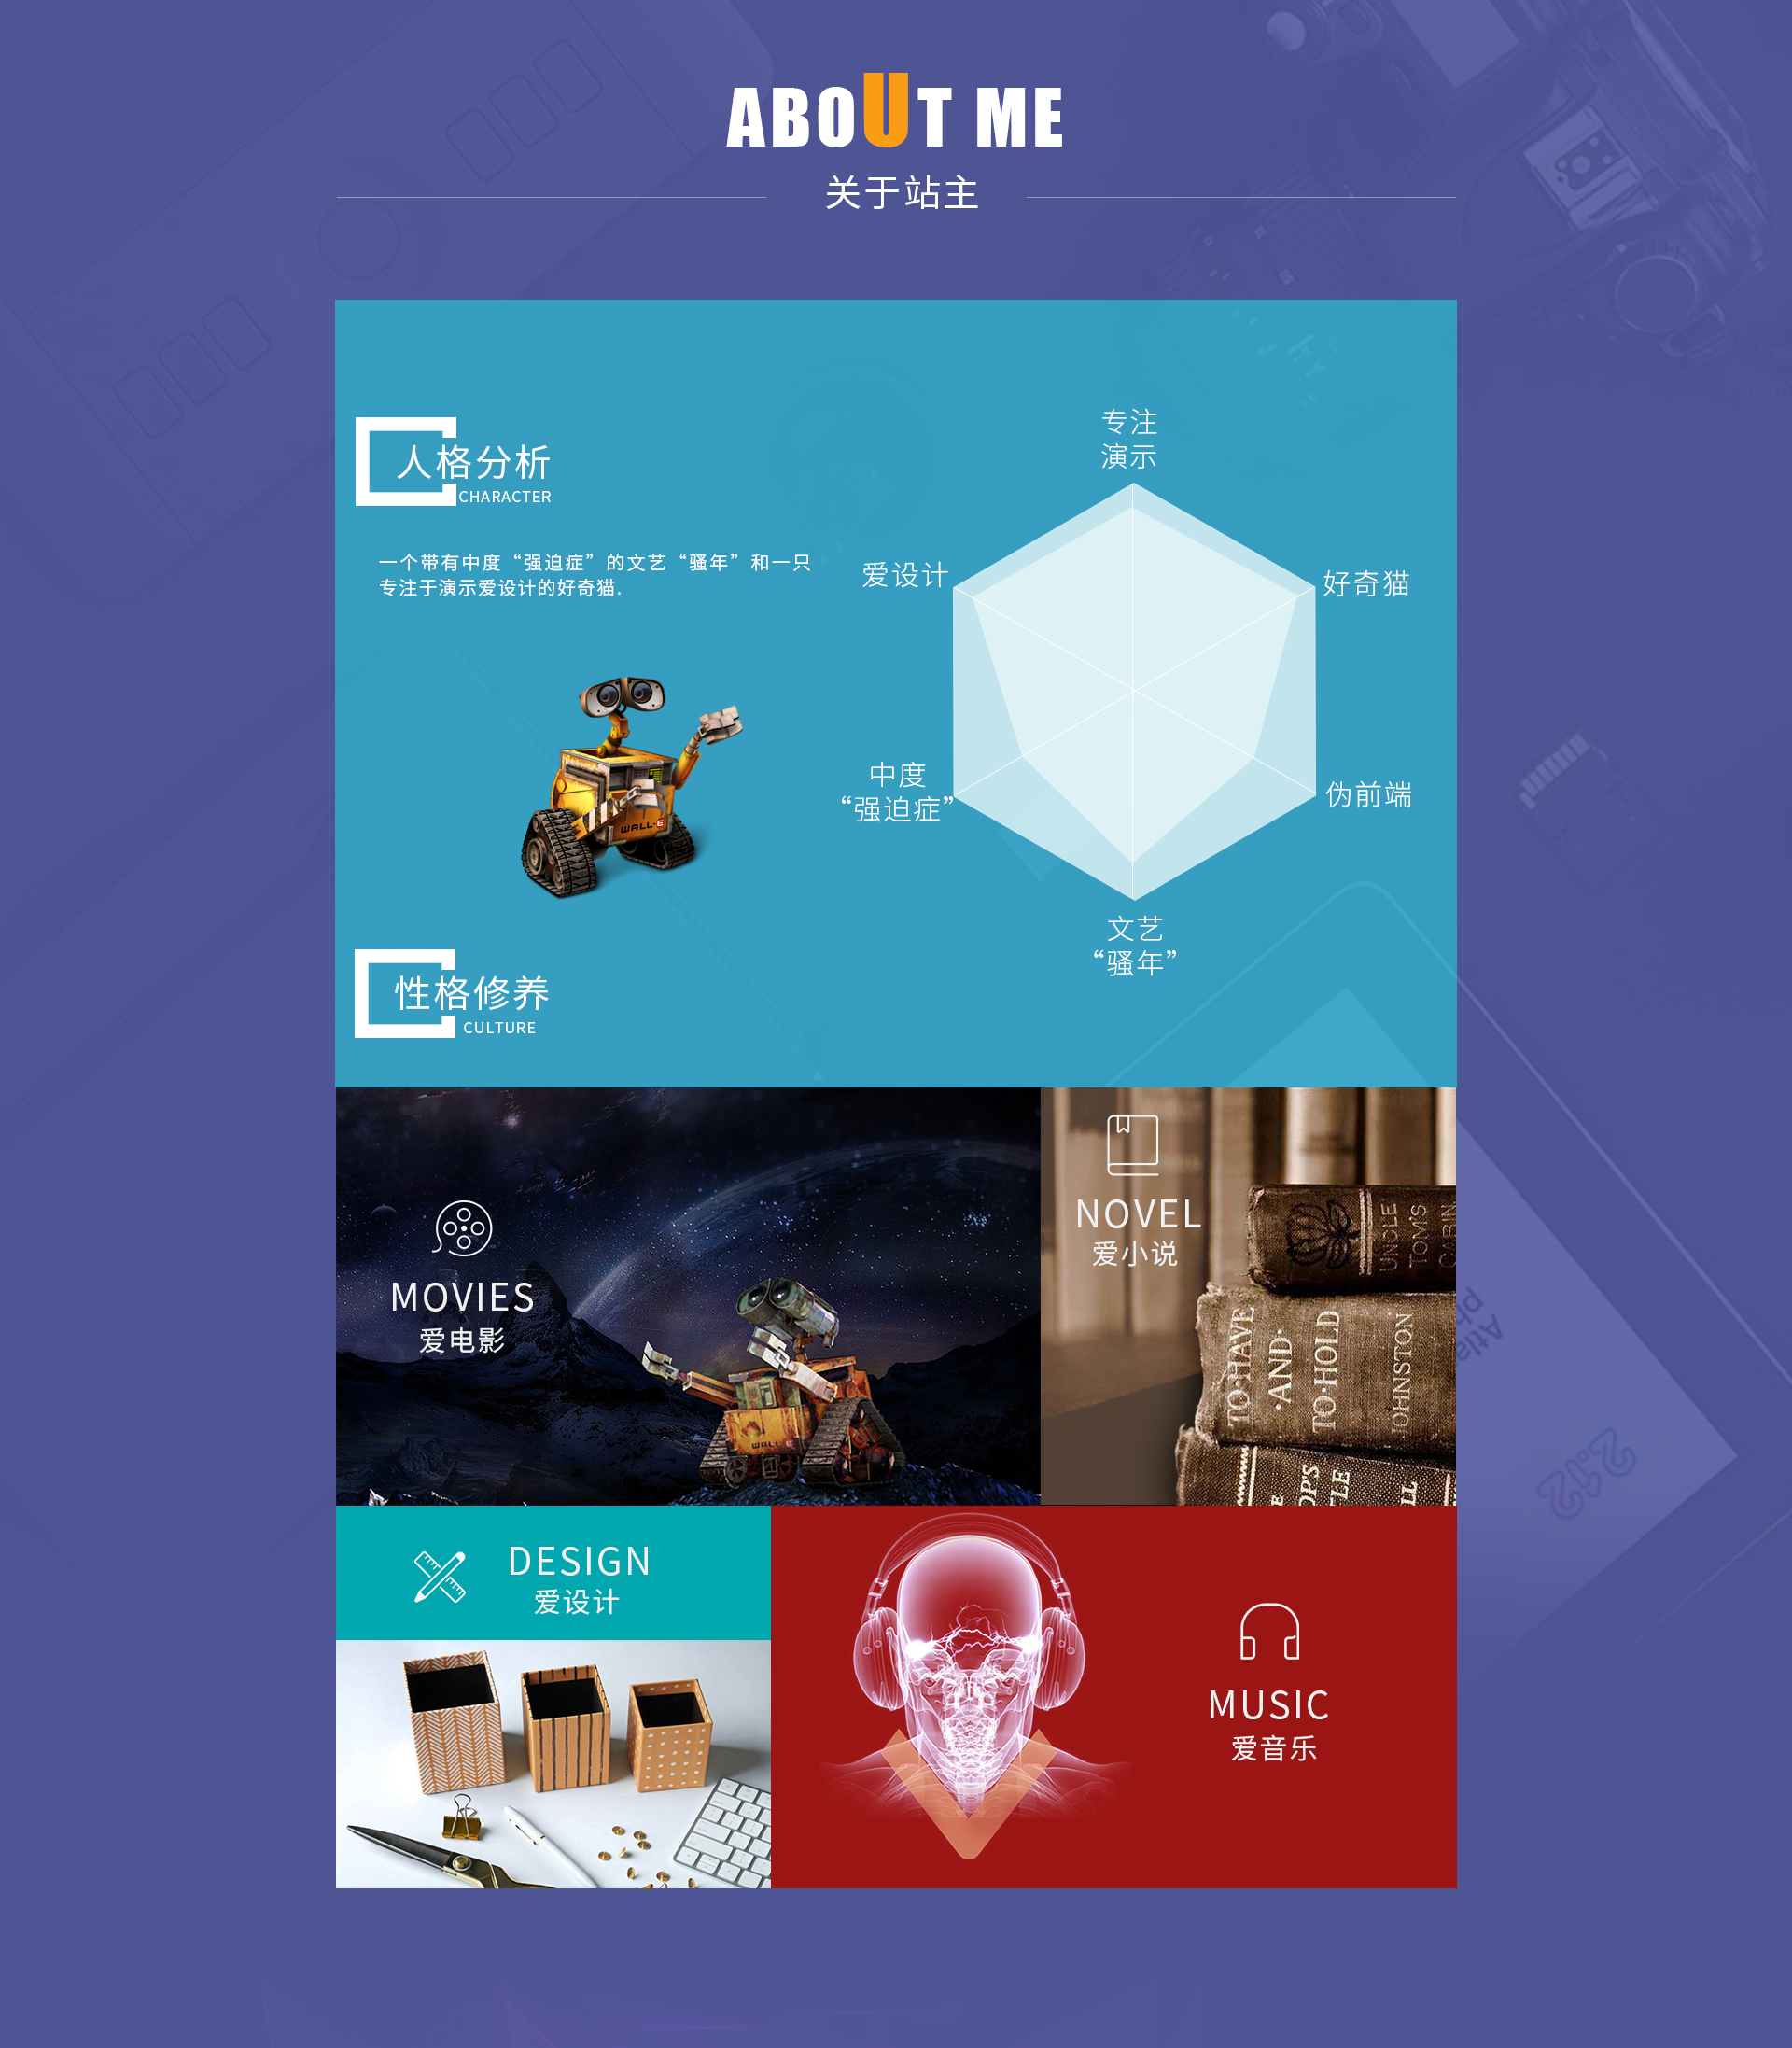 ABOUT ME
关于站主
人格分析
CHARACTER
一个带有中度“强迫症”的文艺“骚年”和一只
专注于演示爱设计的好奇猫.
专注
演示
爱设计
好奇猫
中度
“强迫症”
伪前端
文艺
“骚年”
WALL·E
性格修养
CULTURE
MOVIES
爱电影
WALL·E
NOVEL
爱小说
UNCLE
TOM'S
CABIN
TO·HAVE
·AND·
TO·HOLD
JOHNSTON
DESIGN
爱设计
MUSIC
爱音乐
2:12